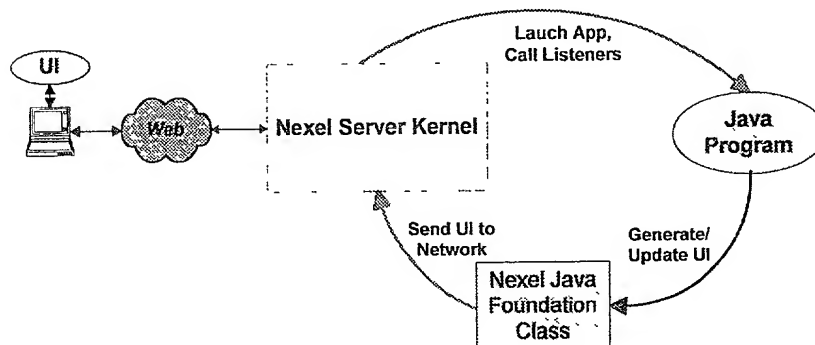 UI
Web
Nexel Server Kernel
Lauch App,
Call Listeners
Java
Program
Generate/
Update UI
Nexel Java
Foundation
Class
Send UI to
Network